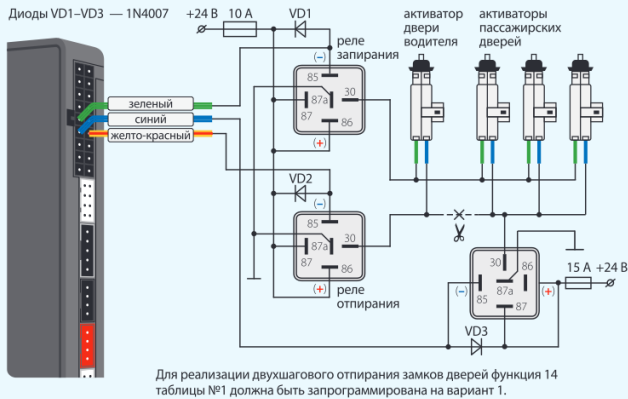 Диоды VD1–VD3 — 1N4007
+24 В
10 А
VD1
(–)
реле
запирания
85
30
87a
87
86
(+)
активатор
двери
водителя
активаторы
пассажирских
дверей
зеленый
синий
желто-красный
VD2
(–)
85
30
87a
87
86
(+)
реле
отпирания
30
86
15 А
+24 В
(–)
85
87a
87
(+)
VD3
Для реализации двухшагового отпирания замков дверей функция 14
таблицы №1 должна быть запрограммирована на вариант 1.